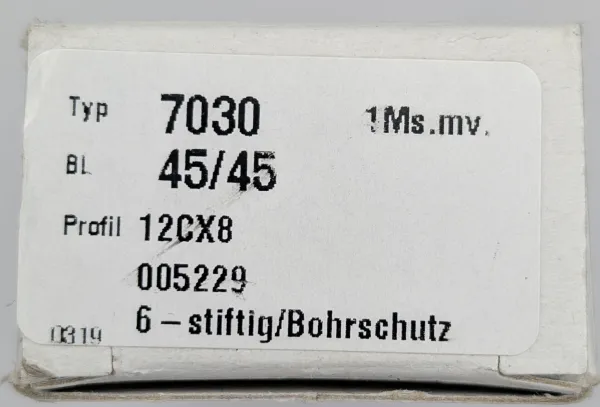 Typ 7030 1Ms.mv.
BL 45/45
Profil 12CX8
005229
6-stiftig/Bohrschutz
0319